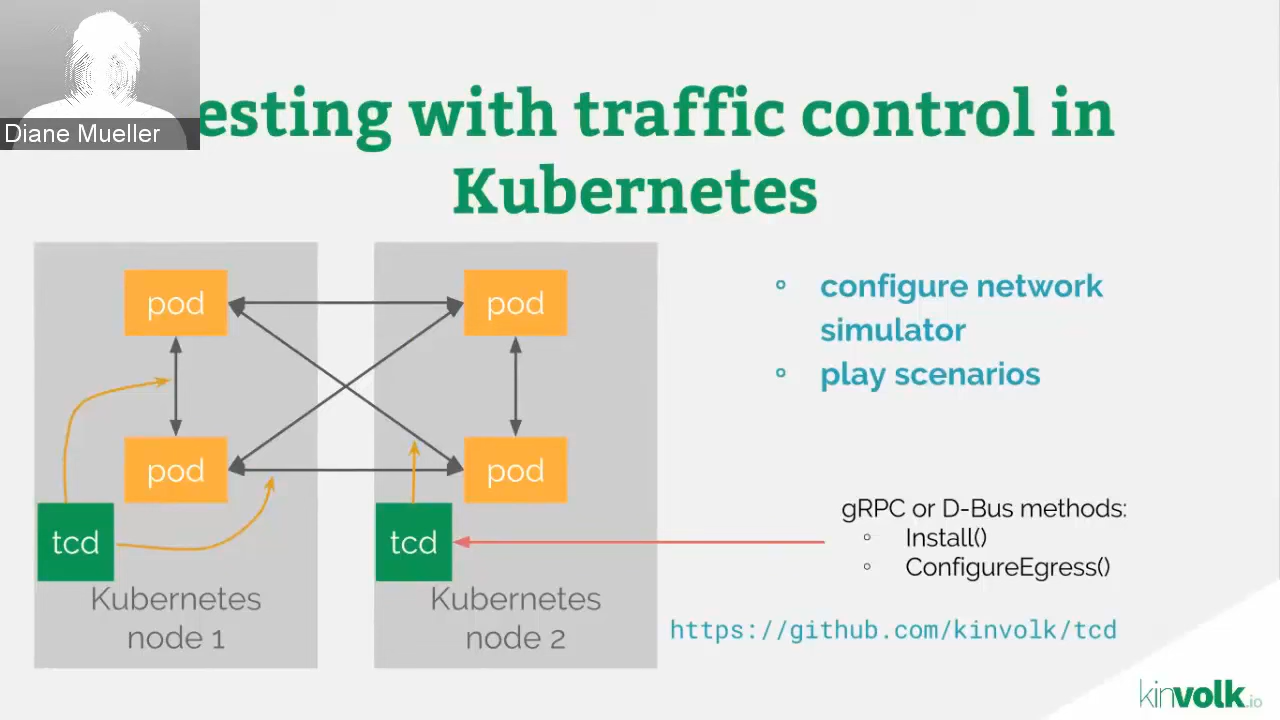 Diane Mueller
esting with traffic control in
Kubernetes
pod
pod
pod
pod
tcd
tcd
Kubernetes
node 1
Kubernetes
node 2
◦ configure network
simulator
◦ play scenarios
gRPC or D-Bus methods:
◦ Install()
◦ ConfigureEgress()
https://github.com/kinvolk/tcd
kinvolk.io